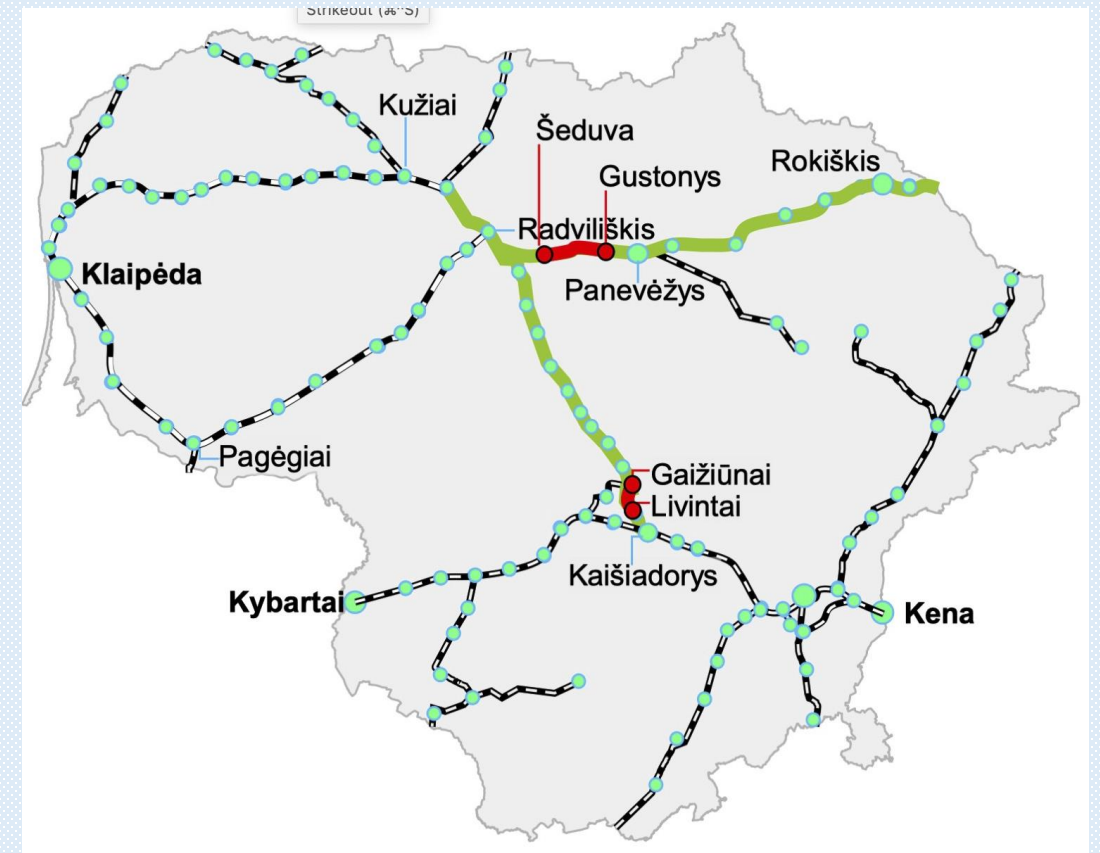 Strikeout (⌘^S)
Kužiai
Šeduva
Rokiškis
Gustonys
Radviliškis
Klaipėda
Panevėžys
Pagėgiai
Gaižiūnai
Livintai
Kaišiadorys
Kybartai
Kena